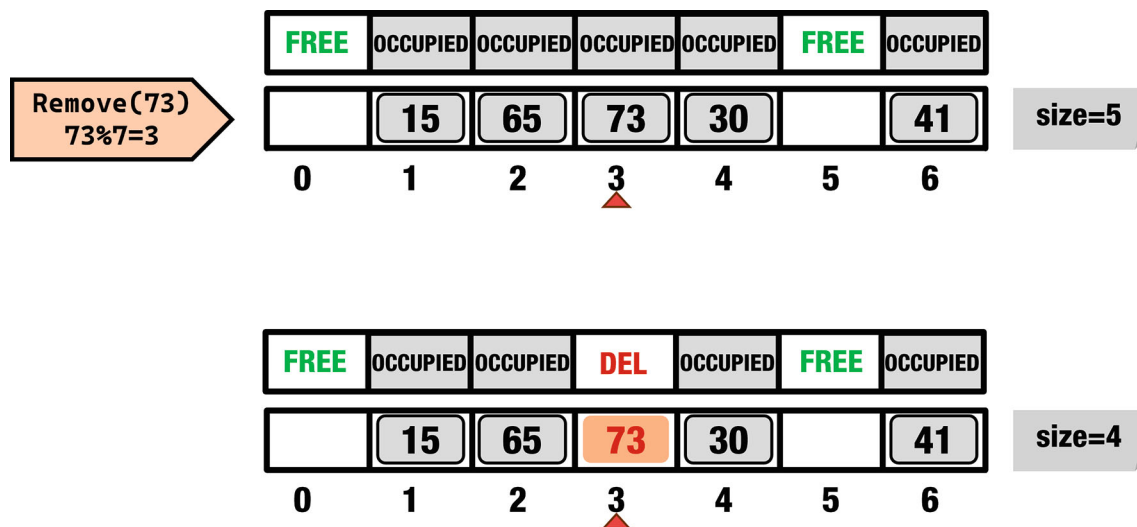 FREE OCCUPIED OCCUPIED OCCUPIED OCCUPIED FREE OCCUPIED
Remove(73)
73%7=3
15 65 73 30 41
size=5
0 1 2 3 4 5 6
FREE OCCUPIED OCCUPIED DEL OCCUPIED FREE OCCUPIED
15 65 73 30 41
size=4
0 1 2 3 4 5 6